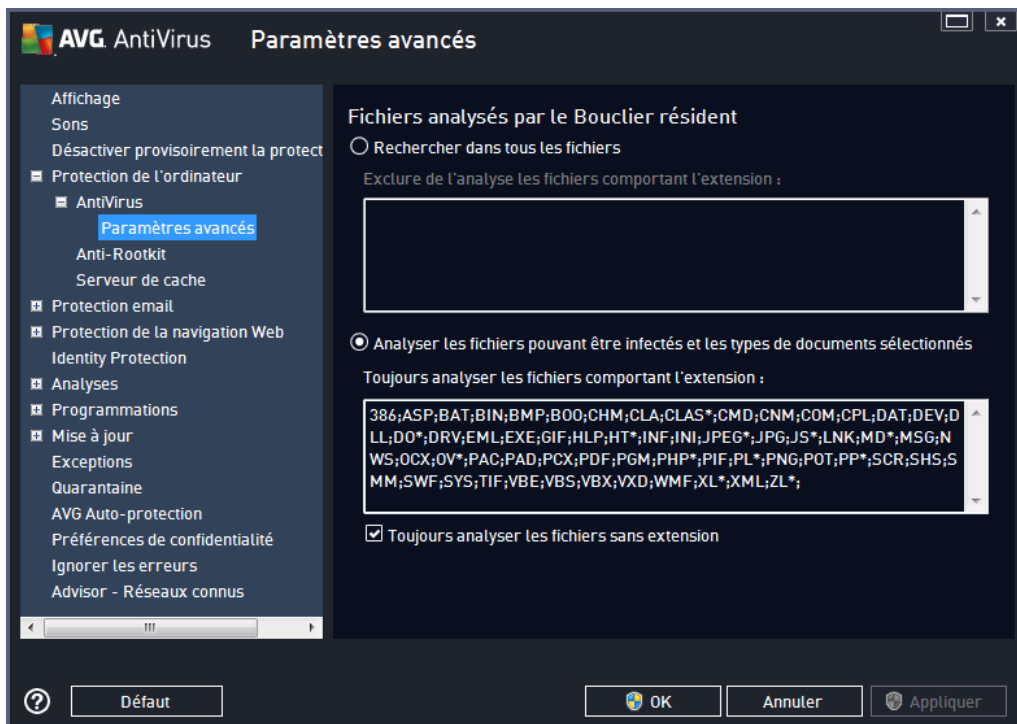 AVG. AntiVirus Paramètres avancés
Affichage
Sons
Désactiver provisoirement la protect
Protection de l'ordinateur
AntiVirus
Paramètres avancés
Anti-Rootkit
Serveur de cache
Protection email
Protection de la navigation Web
Identity Protection
Analyses
Programmations
Mise à jour
Exceptions
Quarantaine
AVG Auto-protection
Préférences de confidentialité
Ignorer les erreurs
Advisor - Réseaux connus
Fichiers analysés par le Bouclier résident
Rechercher dans tous les fichiers
Exclure de l'analyse les fichiers comportant l'extension :
Analyser les fichiers pouvant être infectés et les types de documents sélectionnés
Toujours analyser les fichiers comportant l'extension :
386;ASP;BAT;BIN;BMP;BOO;CHM;CLA;CLAS*;CMD;CNM;COM;CPL;DAT;DEV;D
LL;DO*;DRV;EML;EXE;GIF;HLP;HT*;INF;INI;JPEG*;JPG;JS*;LNK;MD*;MSG;N
WS;OCX;OV*;PAC;PAD;PCX;PDF;PGM;PHP*;PIF;PL*;PNG;POT;PP*;SCR;SHS;S
MM;SWF;SYS;TIF;VBE;VBS;VBX;VXD;WMF;XL*;XML;ZL*;
Toujours analyser les fichiers sans extension
? Défaut OK Annuler Appliquer